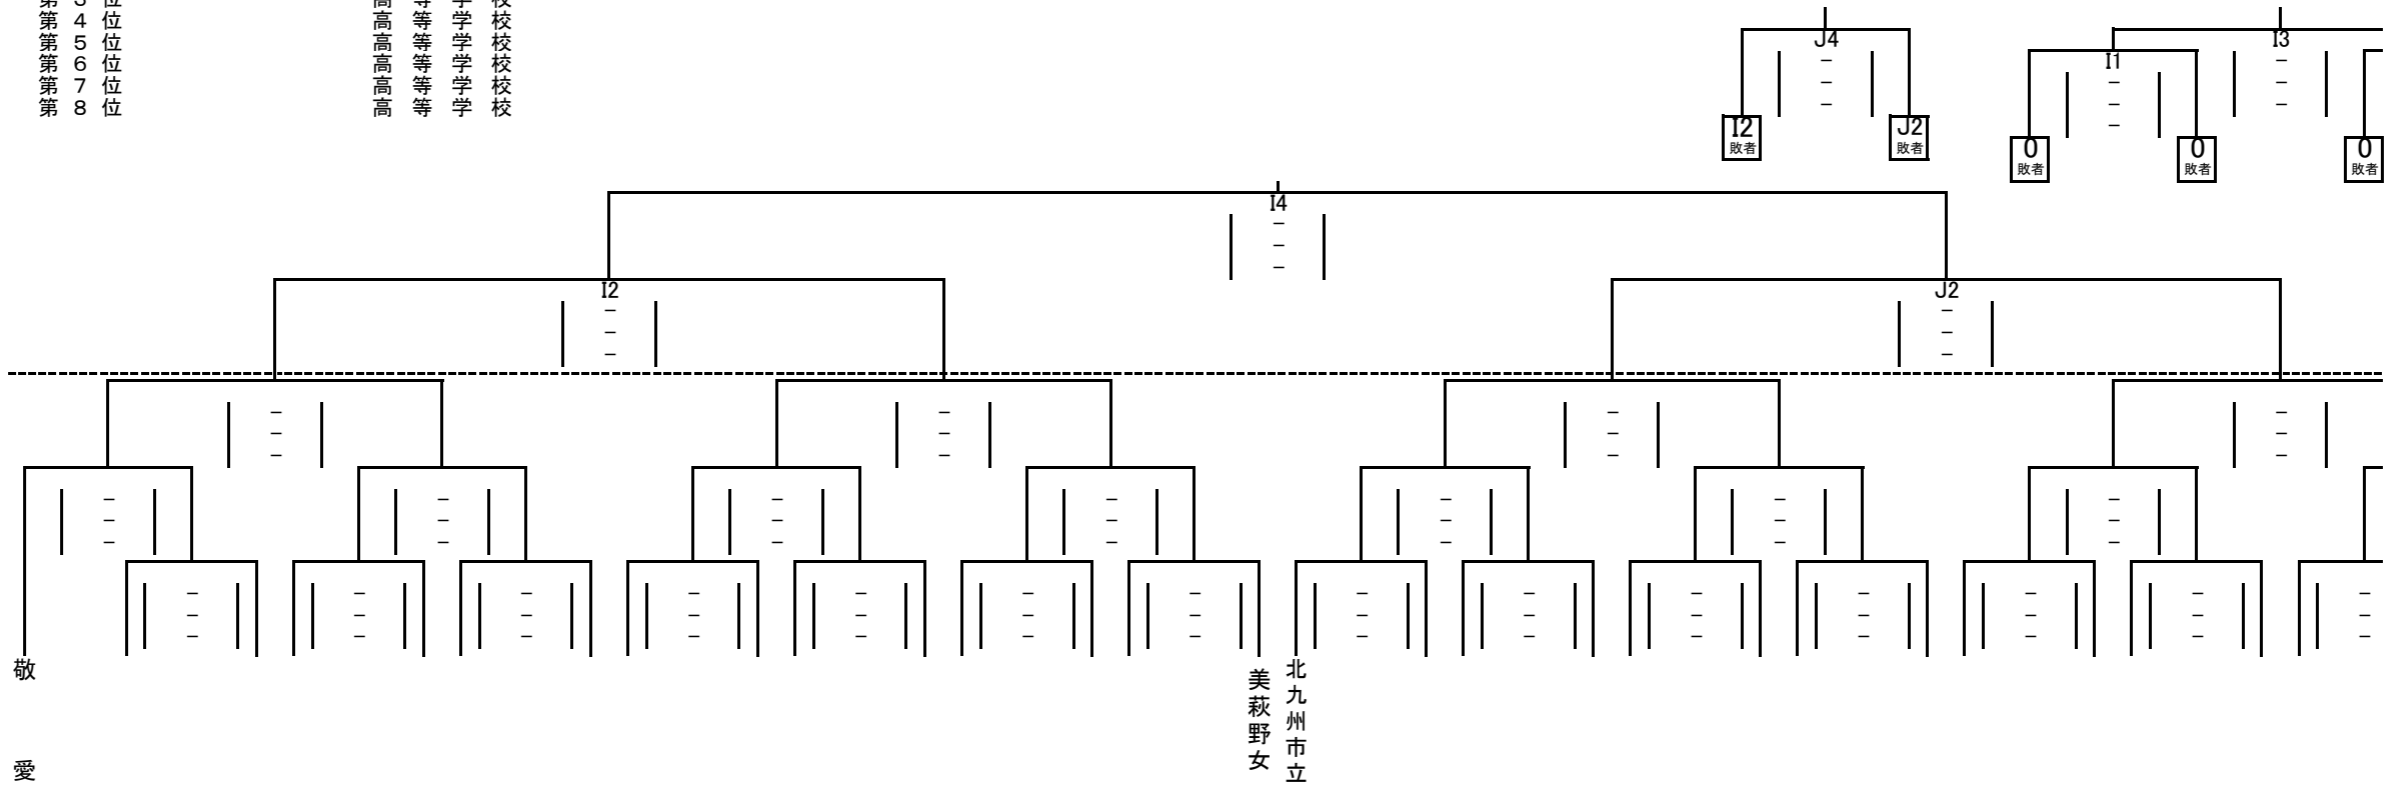 第 4 位 高 等 学 校
第 5 位 高 等 学 校
第 6 位 高 等 学 校
第 7 位 高 等 学 校
第 8 位 高 等 学 校
J4
－
－
－
I3
－
－
－
I1
－
－
－
I2
敗者
J2
敗者
0
敗者
0
敗者
0
敗者
I4
－
－
－
I2
－
－
－
J2
－
－
－
－ － － －
－ － － －
－ － － －
－ － － － － － －
－ － － － － － －
－ － － － － － －
－ － － － － － － － － － － － － －
－ － － － － － － － － － － － － －
－ － － － － － － － － － － － － －
敬愛
美萩野女
北九州市立